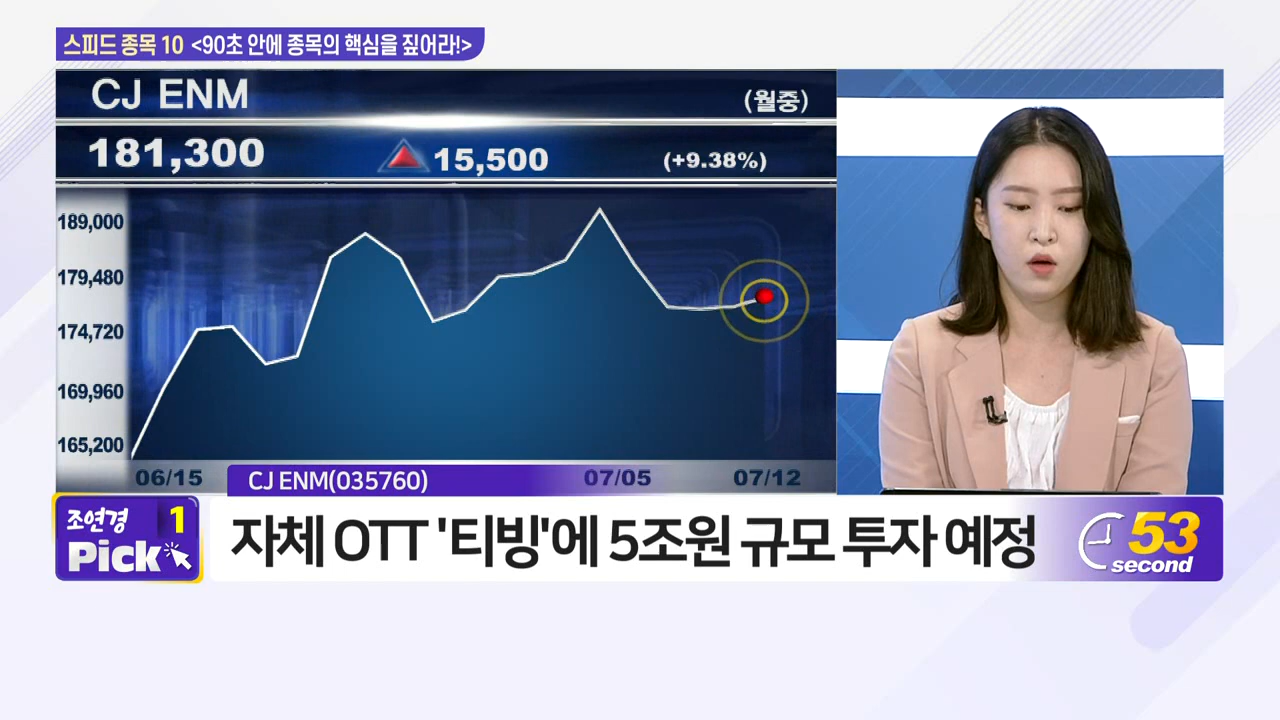 스피드 종목 10 <90초 안에 종목의 핵심을 짚어라!>
CJ ENM
(월중)
181,300
15,500
(+9.38%)
189,000
179,480
174,720
169,960
165,200
06/15
07/05
07/12
CJ ENM(035760)
조연경 1
Pick
자체 OTT '티빙'에 5조원 규모 투자 예정
53
second